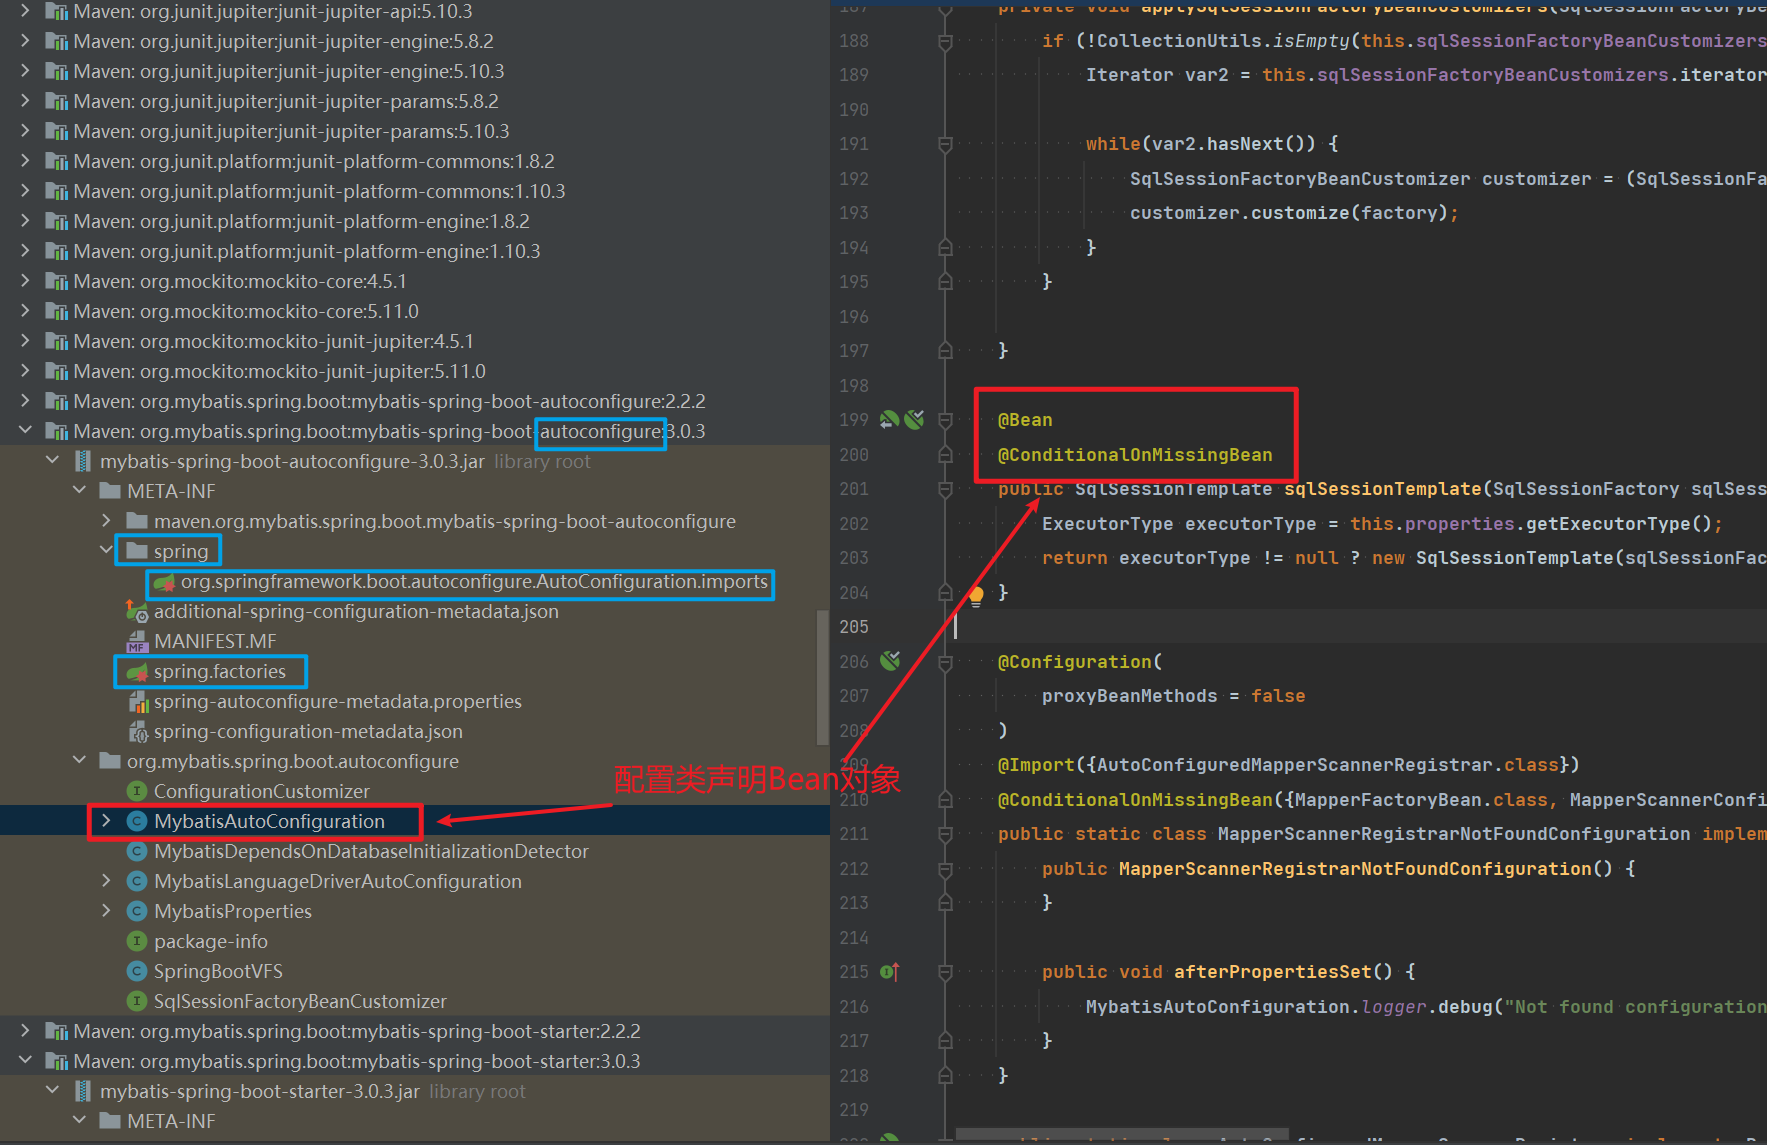 Maven: org.junit.jupiter:junit-jupiter-api:5.10.3
Maven: org.junit.jupiter:junit-jupiter-engine:5.8.2
Maven: org.junit.jupiter:junit-jupiter-engine:5.10.3
Maven: org.junit.jupiter:junit-jupiter-params:5.8.2
Maven: org.junit.jupiter:junit-jupiter-params:5.10.3
Maven: org.junit.platform:junit-platform-commons:1.8.2
Maven: org.junit.platform:junit-platform-commons:1.10.3
Maven: org.junit.platform:junit-platform-engine:1.8.2
Maven: org.junit.platform:junit-platform-engine:1.10.3
Maven: org.mockito:mockito-core:4.5.1
Maven: org.mockito:mockito-core:5.11.0
Maven: org.mockito:mockito-junit-jupiter:4.5.1
Maven: org.mockito:mockito-junit-jupiter:5.11.0
Maven: org.mybatis.spring.boot:mybatis-spring-boot-autoconfigure:2.2.2
Maven: org.mybatis.spring.boot:mybatis-spring-boot-autoconfigure:3.0.3
mybatis-spring-boot-autoconfigure-3.0.3.jar library root
META-INF
maven.org.mybatis.spring.boot.mybatis-spring-boot-autoconfigure
spring
org.springframework.boot.autoconfigure.AutoConfiguration.imports
additional-spring-configuration-metadata.json
MANIFEST.MF
spring.factories
spring-autoconfigure-metadata.properties
spring-configuration-metadata.json
org.mybatis.spring.boot.autoconfigure
ConfigurationCustomizer
MybatisAutoConfiguration
MybatisDependsOnDatabaseInitializationDetector
MybatisLanguageDriverAutoConfiguration
MybatisProperties
package-info
SpringBootVFS
SqlSessionFactoryBeanCustomizer
Maven: org.mybatis.spring.boot:mybatis-spring-boot-starter:2.2.2
Maven: org.mybatis.spring.boot:mybatis-spring-boot-starter:3.0.3
mybatis-spring-boot-starter-3.0.3.jar library root
META-INF
配置类声明Bean对象
187 private void applySqlSessionFactoryBeanCustomizers(SqlSessionFactoryBe
188 if (!CollectionUtils.isEmpty(this.sqlSessionFactoryBeanCustomizers
189 Iterator var2 = this.sqlSessionFactoryBeanCustomizers.iterator
190
191 while(var2.hasNext()) {
192 SqlSessionFactoryBeanCustomizer customizer = (SqlSessionFa
193 customizer.customize(factory);
194 }
195 }
196
197 }
198
199 @Bean
200 @ConditionalOnMissingBean
201 public SqlSessionTemplate sqlSessionTemplate(SqlSessionFactory sqlSess
202 ExecutorType executorType = this.properties.getExecutorType();
203 return executorType != null ? new SqlSessionTemplate(sqlSessionFac
204 }
205
206 @Configuration(
207 proxyBeanMethods = false
208 )
209 @Import({AutoConfiguredMapperScannerRegistrar.class})
210 @ConditionalOnMissingBean({MapperFactoryBean.class, MapperScannerConfi
211 public static class MapperScannerRegistrarNotFoundConfiguration implem
212 public MapperScannerRegistrarNotFoundConfiguration() {
213 }
214
215 public void afterPropertiesSet() {
216 MybatisAutoConfiguration.logger.debug("Not found configuration
217 }
218 }
219